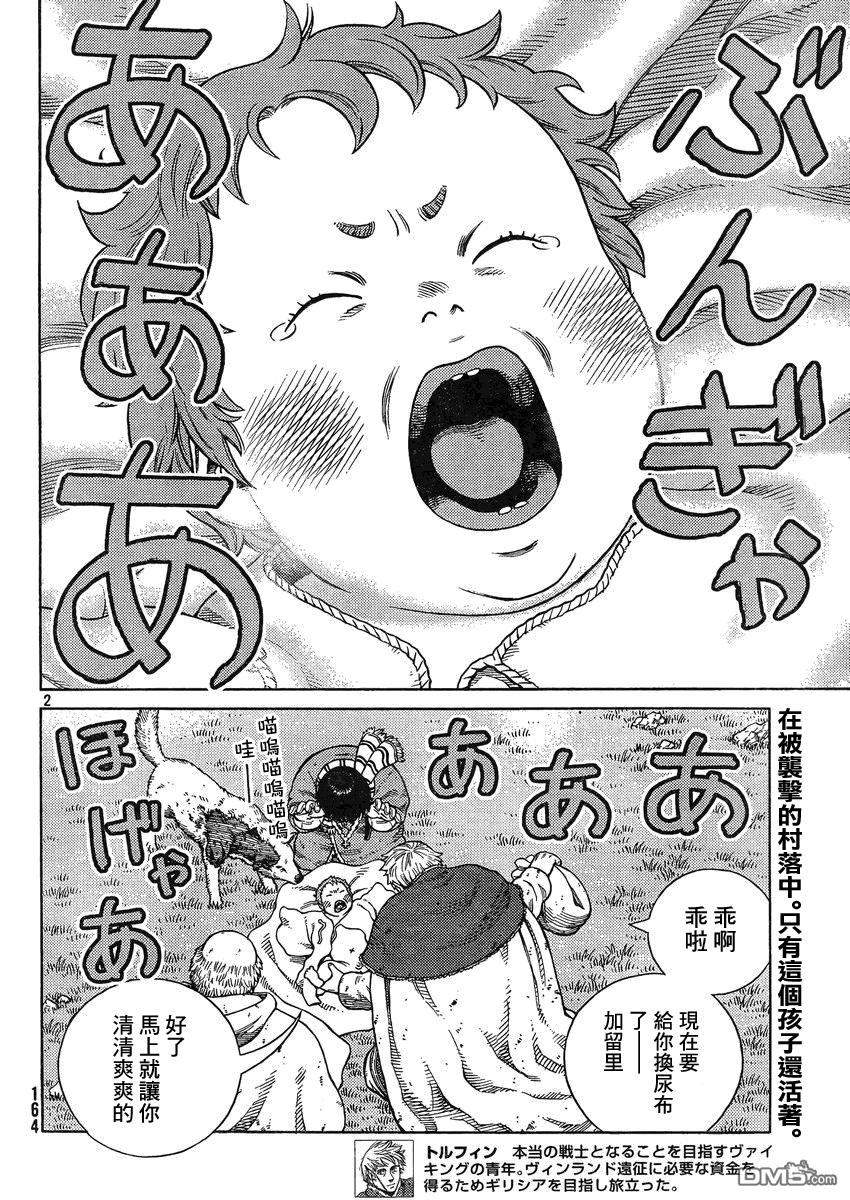 ぶんぎゃ
あああ
2
在被襲擊的村落中。只有這個孩子還活著。
あああ
乖啊
乖啦
現在要
給你換尿布
了——
加留里
喵嗚喵嗚喵嗚
哇——
ほげゃあ
好了
馬上就讓你
清清爽爽的
164
トルフィン 本当の戦士となることを目指すヴァイ
キングの青年。ヴィンランド遠征に必要な資金を
得るためギリシアを目指し旅立った。
DM5.com